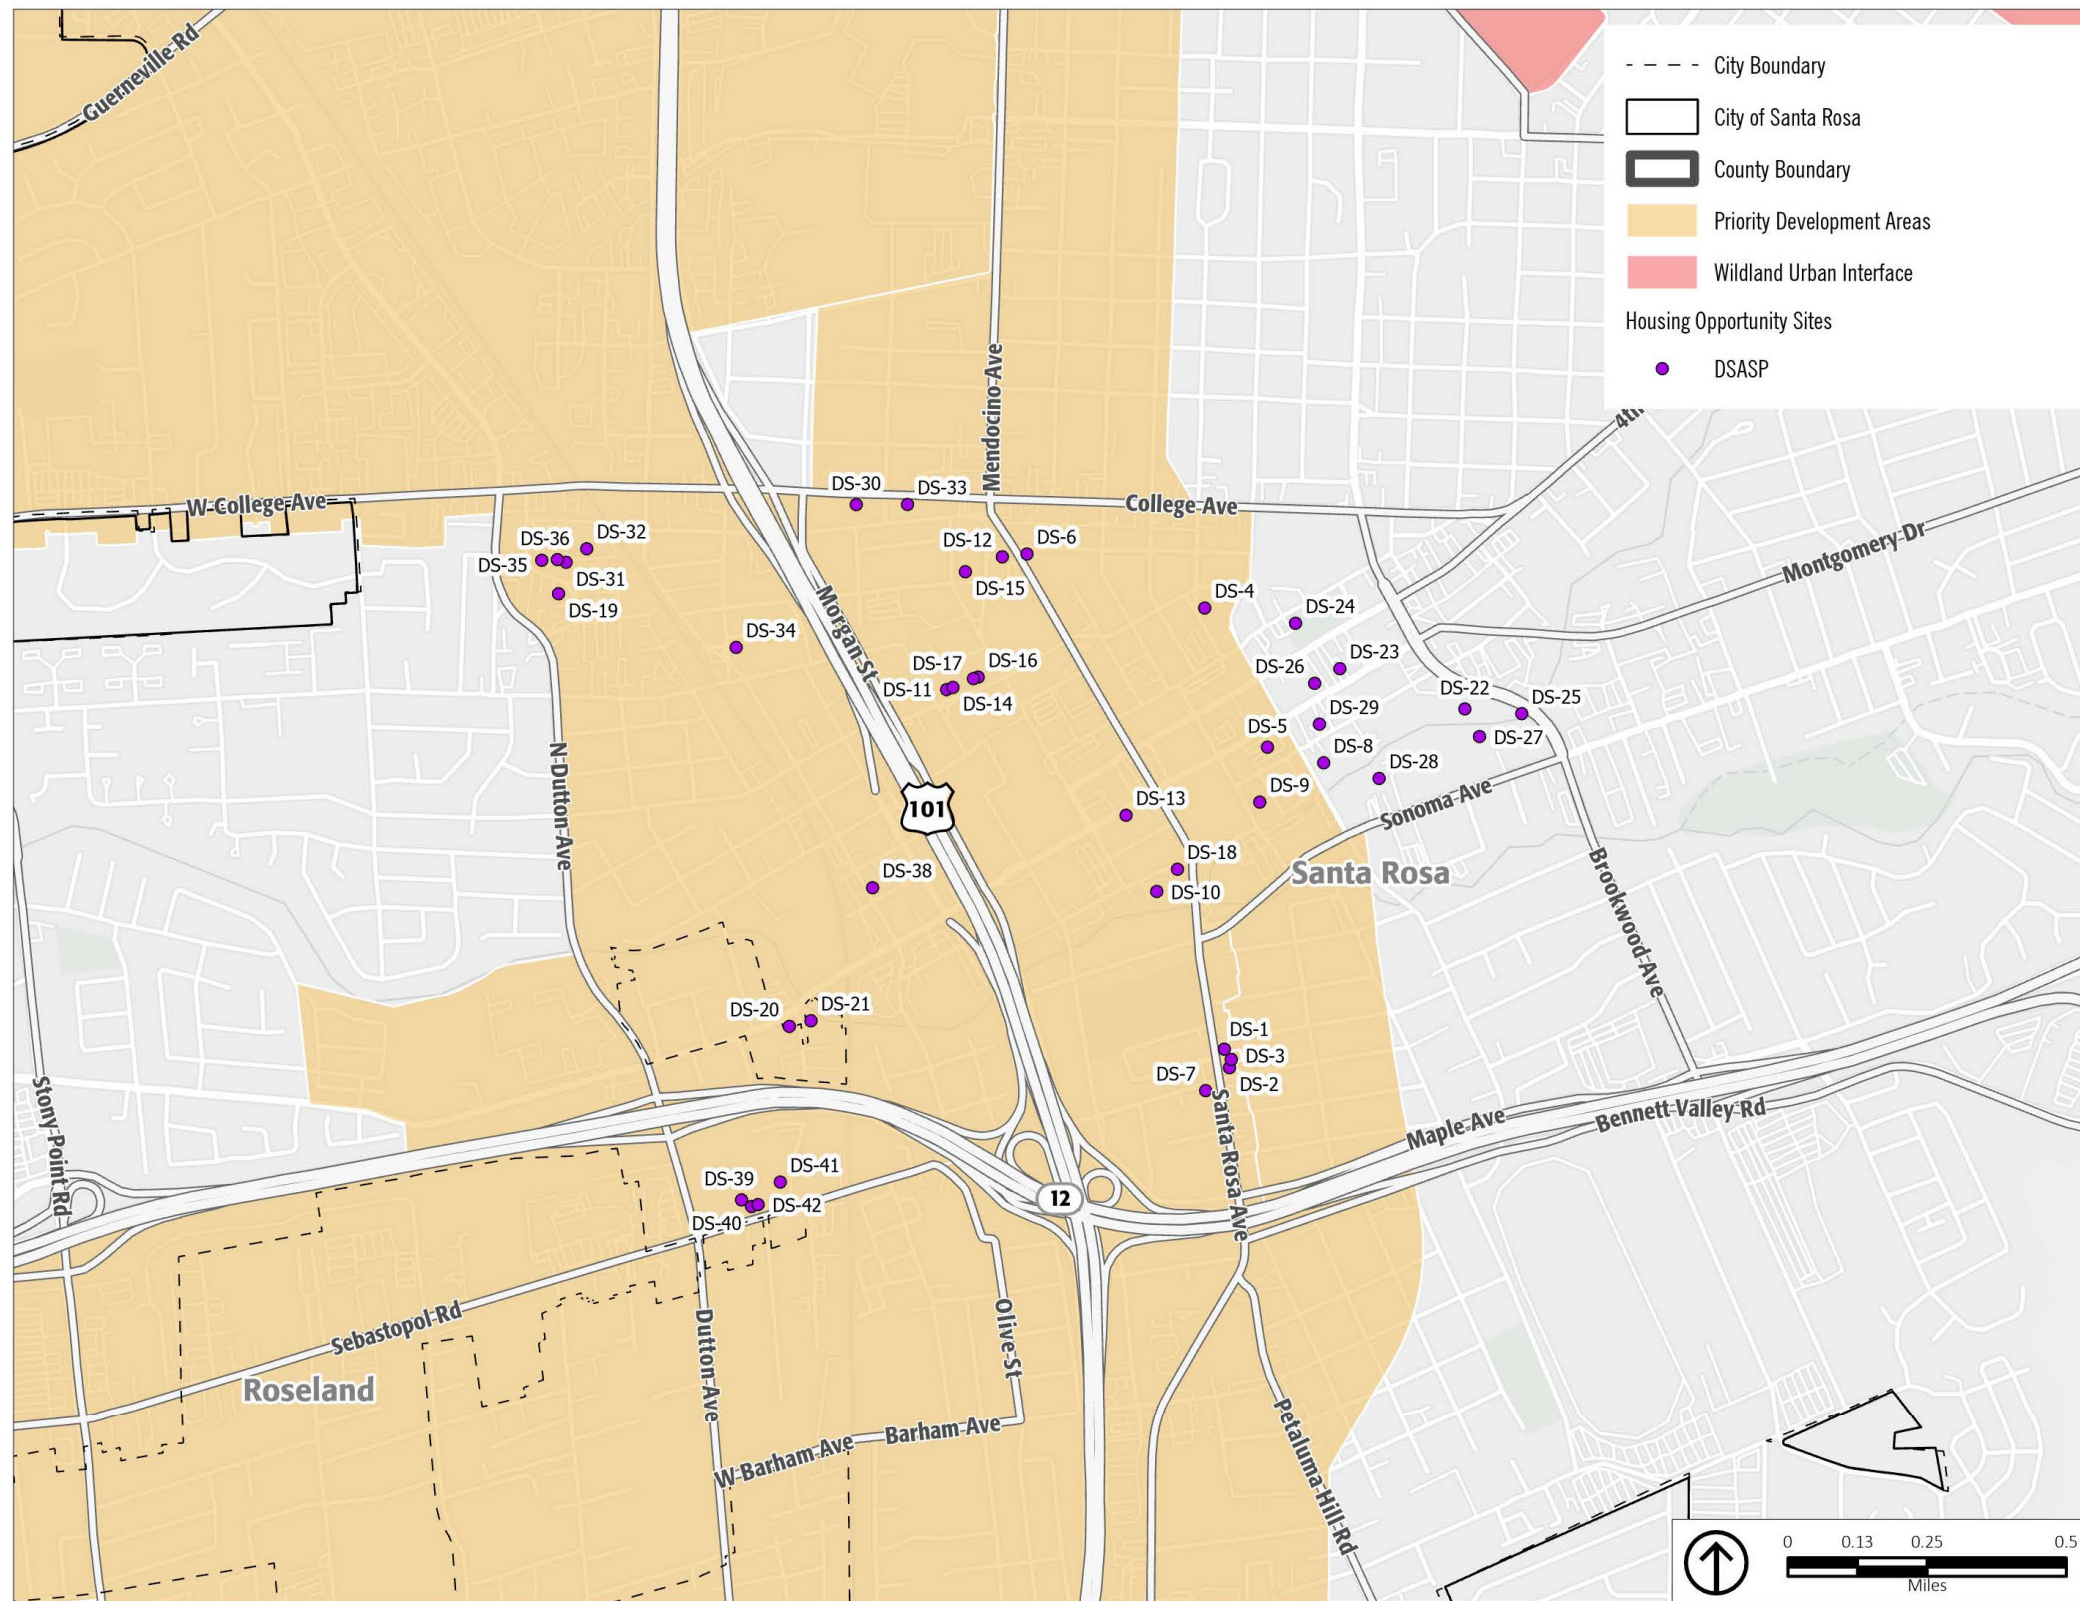 Guerneville Rd
City Boundary
City of Santa Rosa
County Boundary
Priority Development Areas
Wildland Urban Interface
Housing Opportunity Sites
DSASP
Mendocino Ave
4th
W College Ave
DS-30
DS-33
College Ave
Montgomery Dr
DS-36
DS-32
DS-35
DS-31
DS-19
DS-12
DS-6
DS-15
DS-4
DS-24
DS-34
Morgan St
DS-17
DS-16
DS-11
DS-14
DS-26
DS-23
DS-22
DS-25
DS-29
DS-5
DS-8
DS-27
DS-28
DS-9
DS-13
Sonoma Ave
N Dutton Ave
101
DS-18
DS-10
Santa Rosa
DS-38
Brookwood Ave
DS-20
DS-21
DS-1
DS-3
DS-2
DS-7
Stony Point Rd
Santa Rosa Ave
Maple Ave
Bennett Valley Rd
DS-39
DS-41
DS-42
DS-40
12
Sebastopol Rd
Roseland
Dutton Ave
Olive St
W Barham Ave
Barham Ave
Petaluma Hill Rd
0 0.13 0.25 0.5
Miles